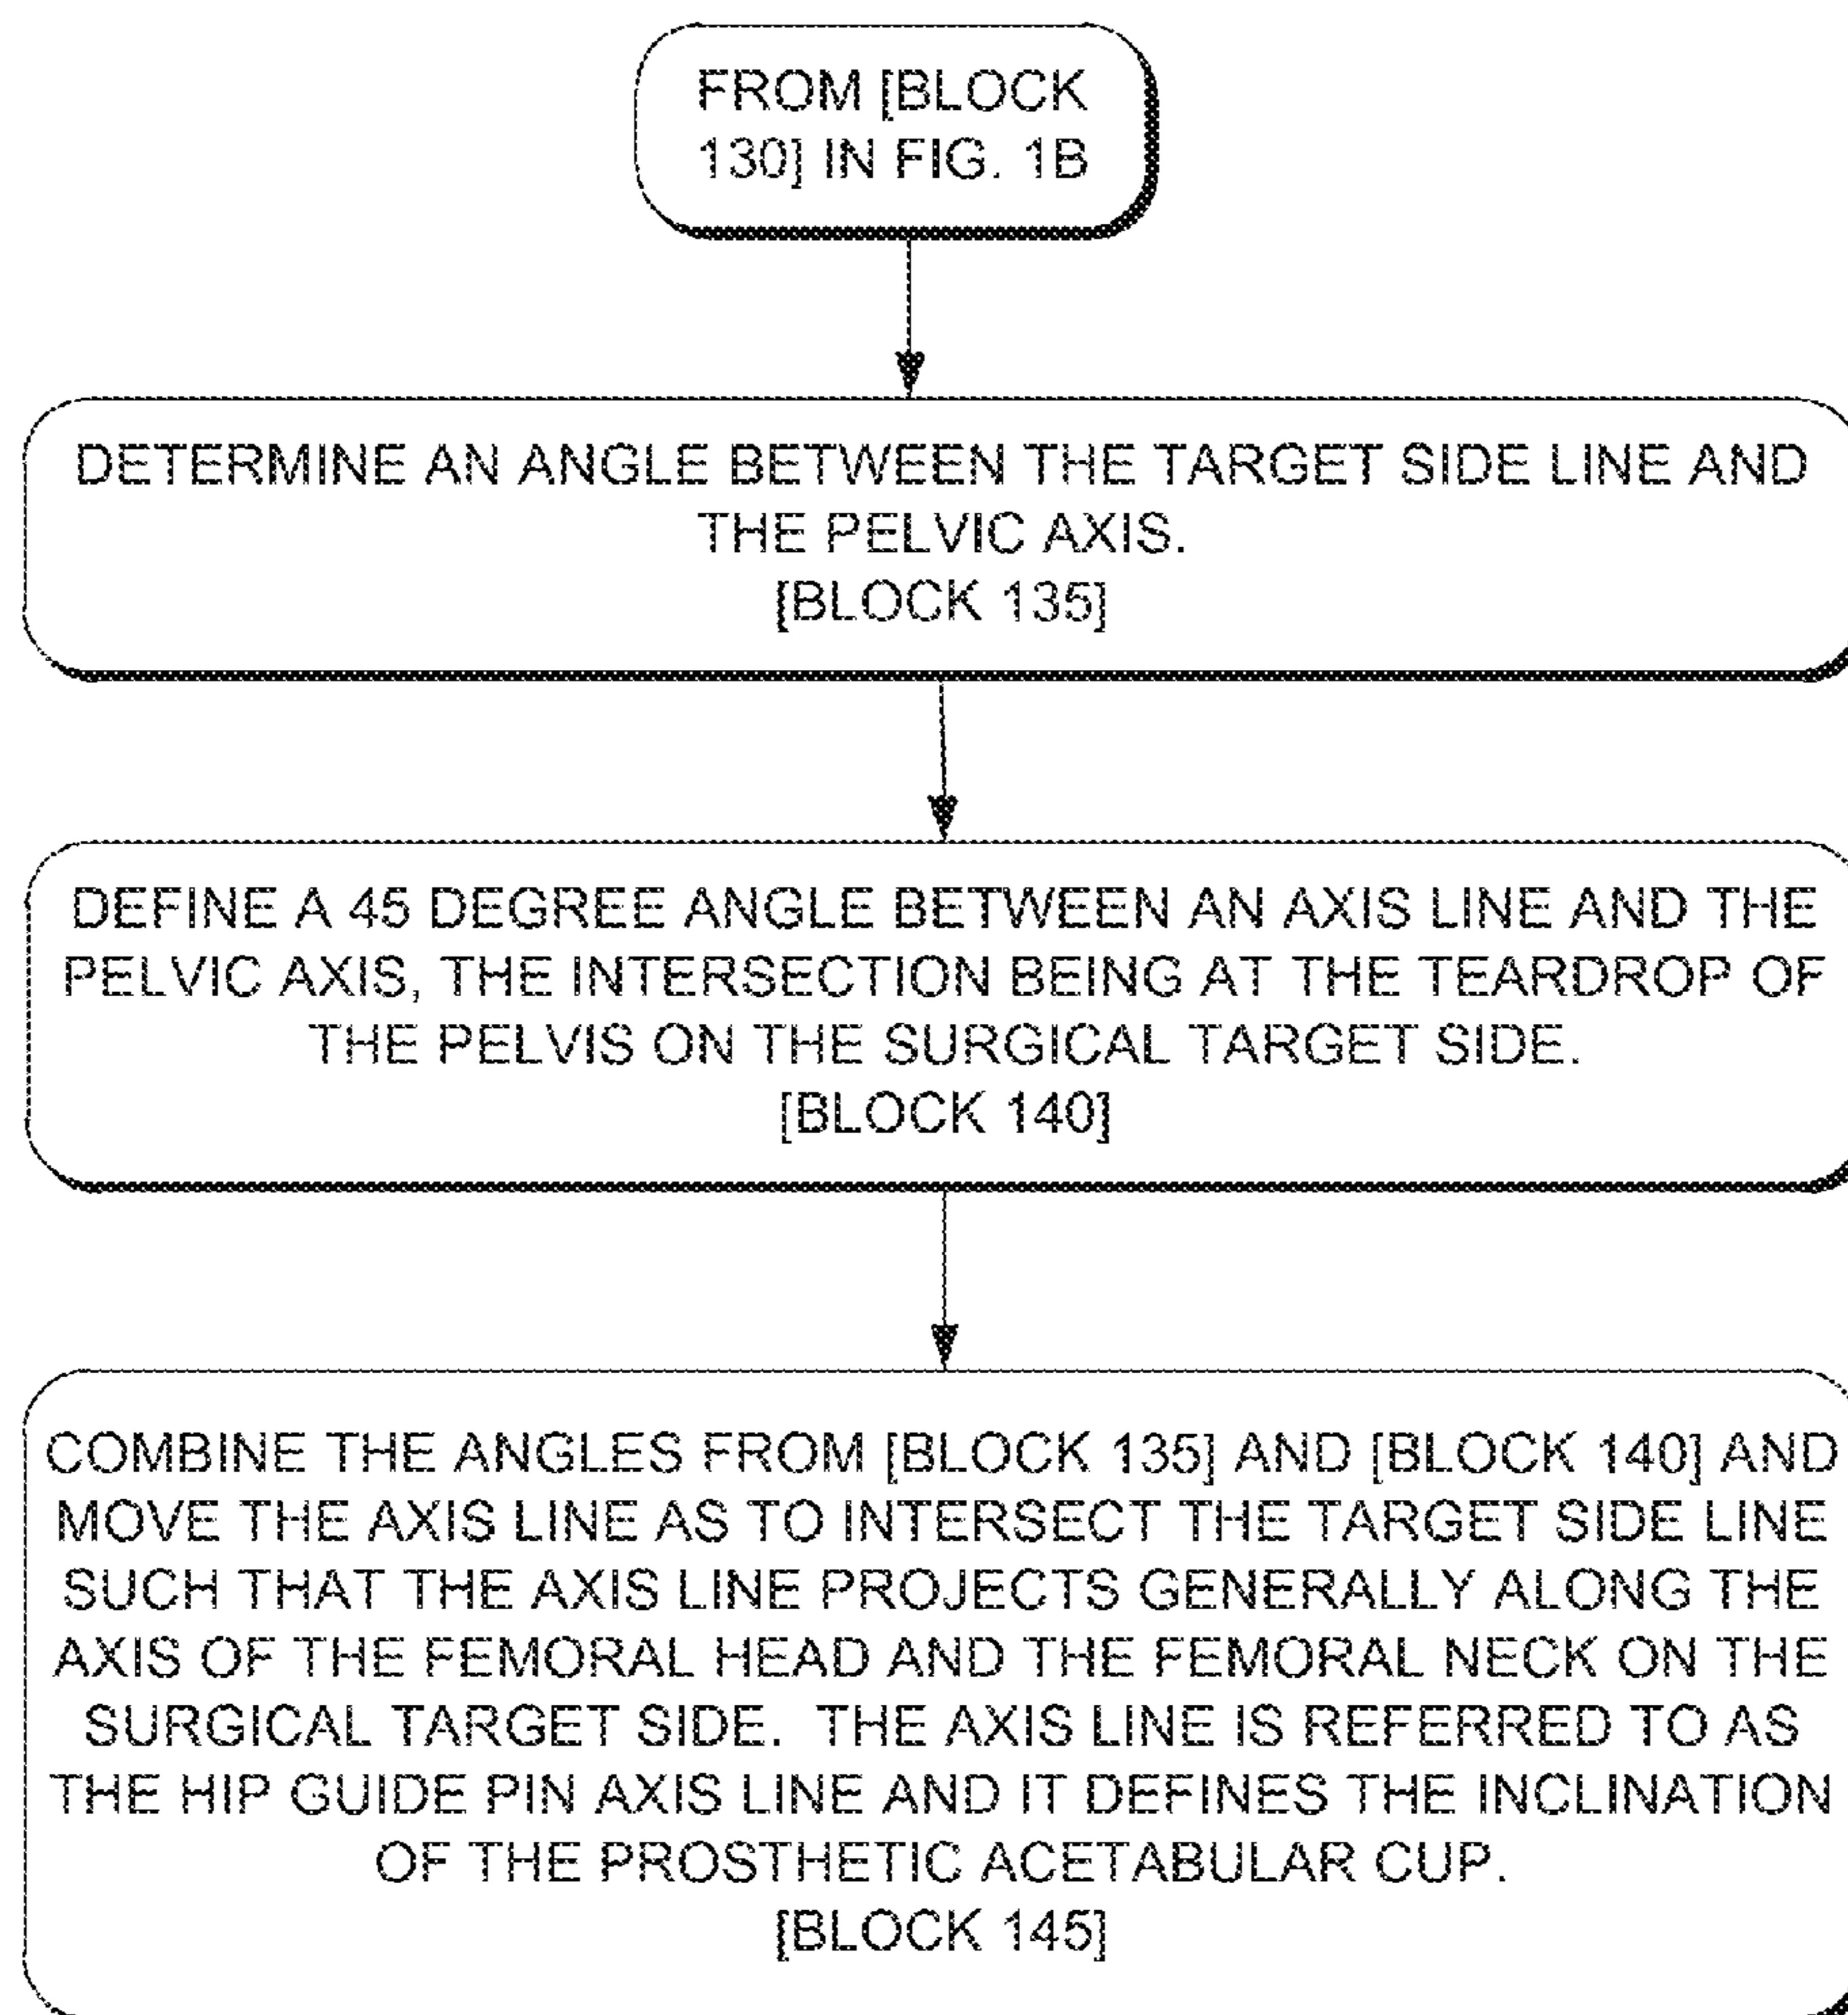 FROM [BLOCK
130] IN FIG. 1B
DETERMINE AN ANGLE BETWEEN THE TARGET SIDE LINE AND
THE PELVIC AXIS.
[BLOCK 135]
DEFINE A 45 DEGREE ANGLE BETWEEN AN AXIS LINE AND THE
PELVIC AXIS, THE INTERSECTION BEING AT THE TEARDROP OF
THE PELVIS ON THE SURGICAL TARGET SIDE.
[BLOCK 140]
COMBINE THE ANGLES FROM [BLOCK 135] AND [BLOCK 140] AND
MOVE THE AXIS LINE AS TO INTERSECT THE TARGET SIDE LINE
SUCH THAT THE AXIS LINE PROJECTS GENERALLY ALONG THE
AXIS OF THE FEMORAL HEAD AND THE FEMORAL NECK ON THE
SURGICAL TARGET SIDE. THE AXIS LINE IS REFERRED TO AS
THE HIP GUIDE PIN AXIS LINE AND IT DEFINES THE INCLINATION
OF THE PROSTHETIC ACETABULAR CUP.
[BLOCK 145]